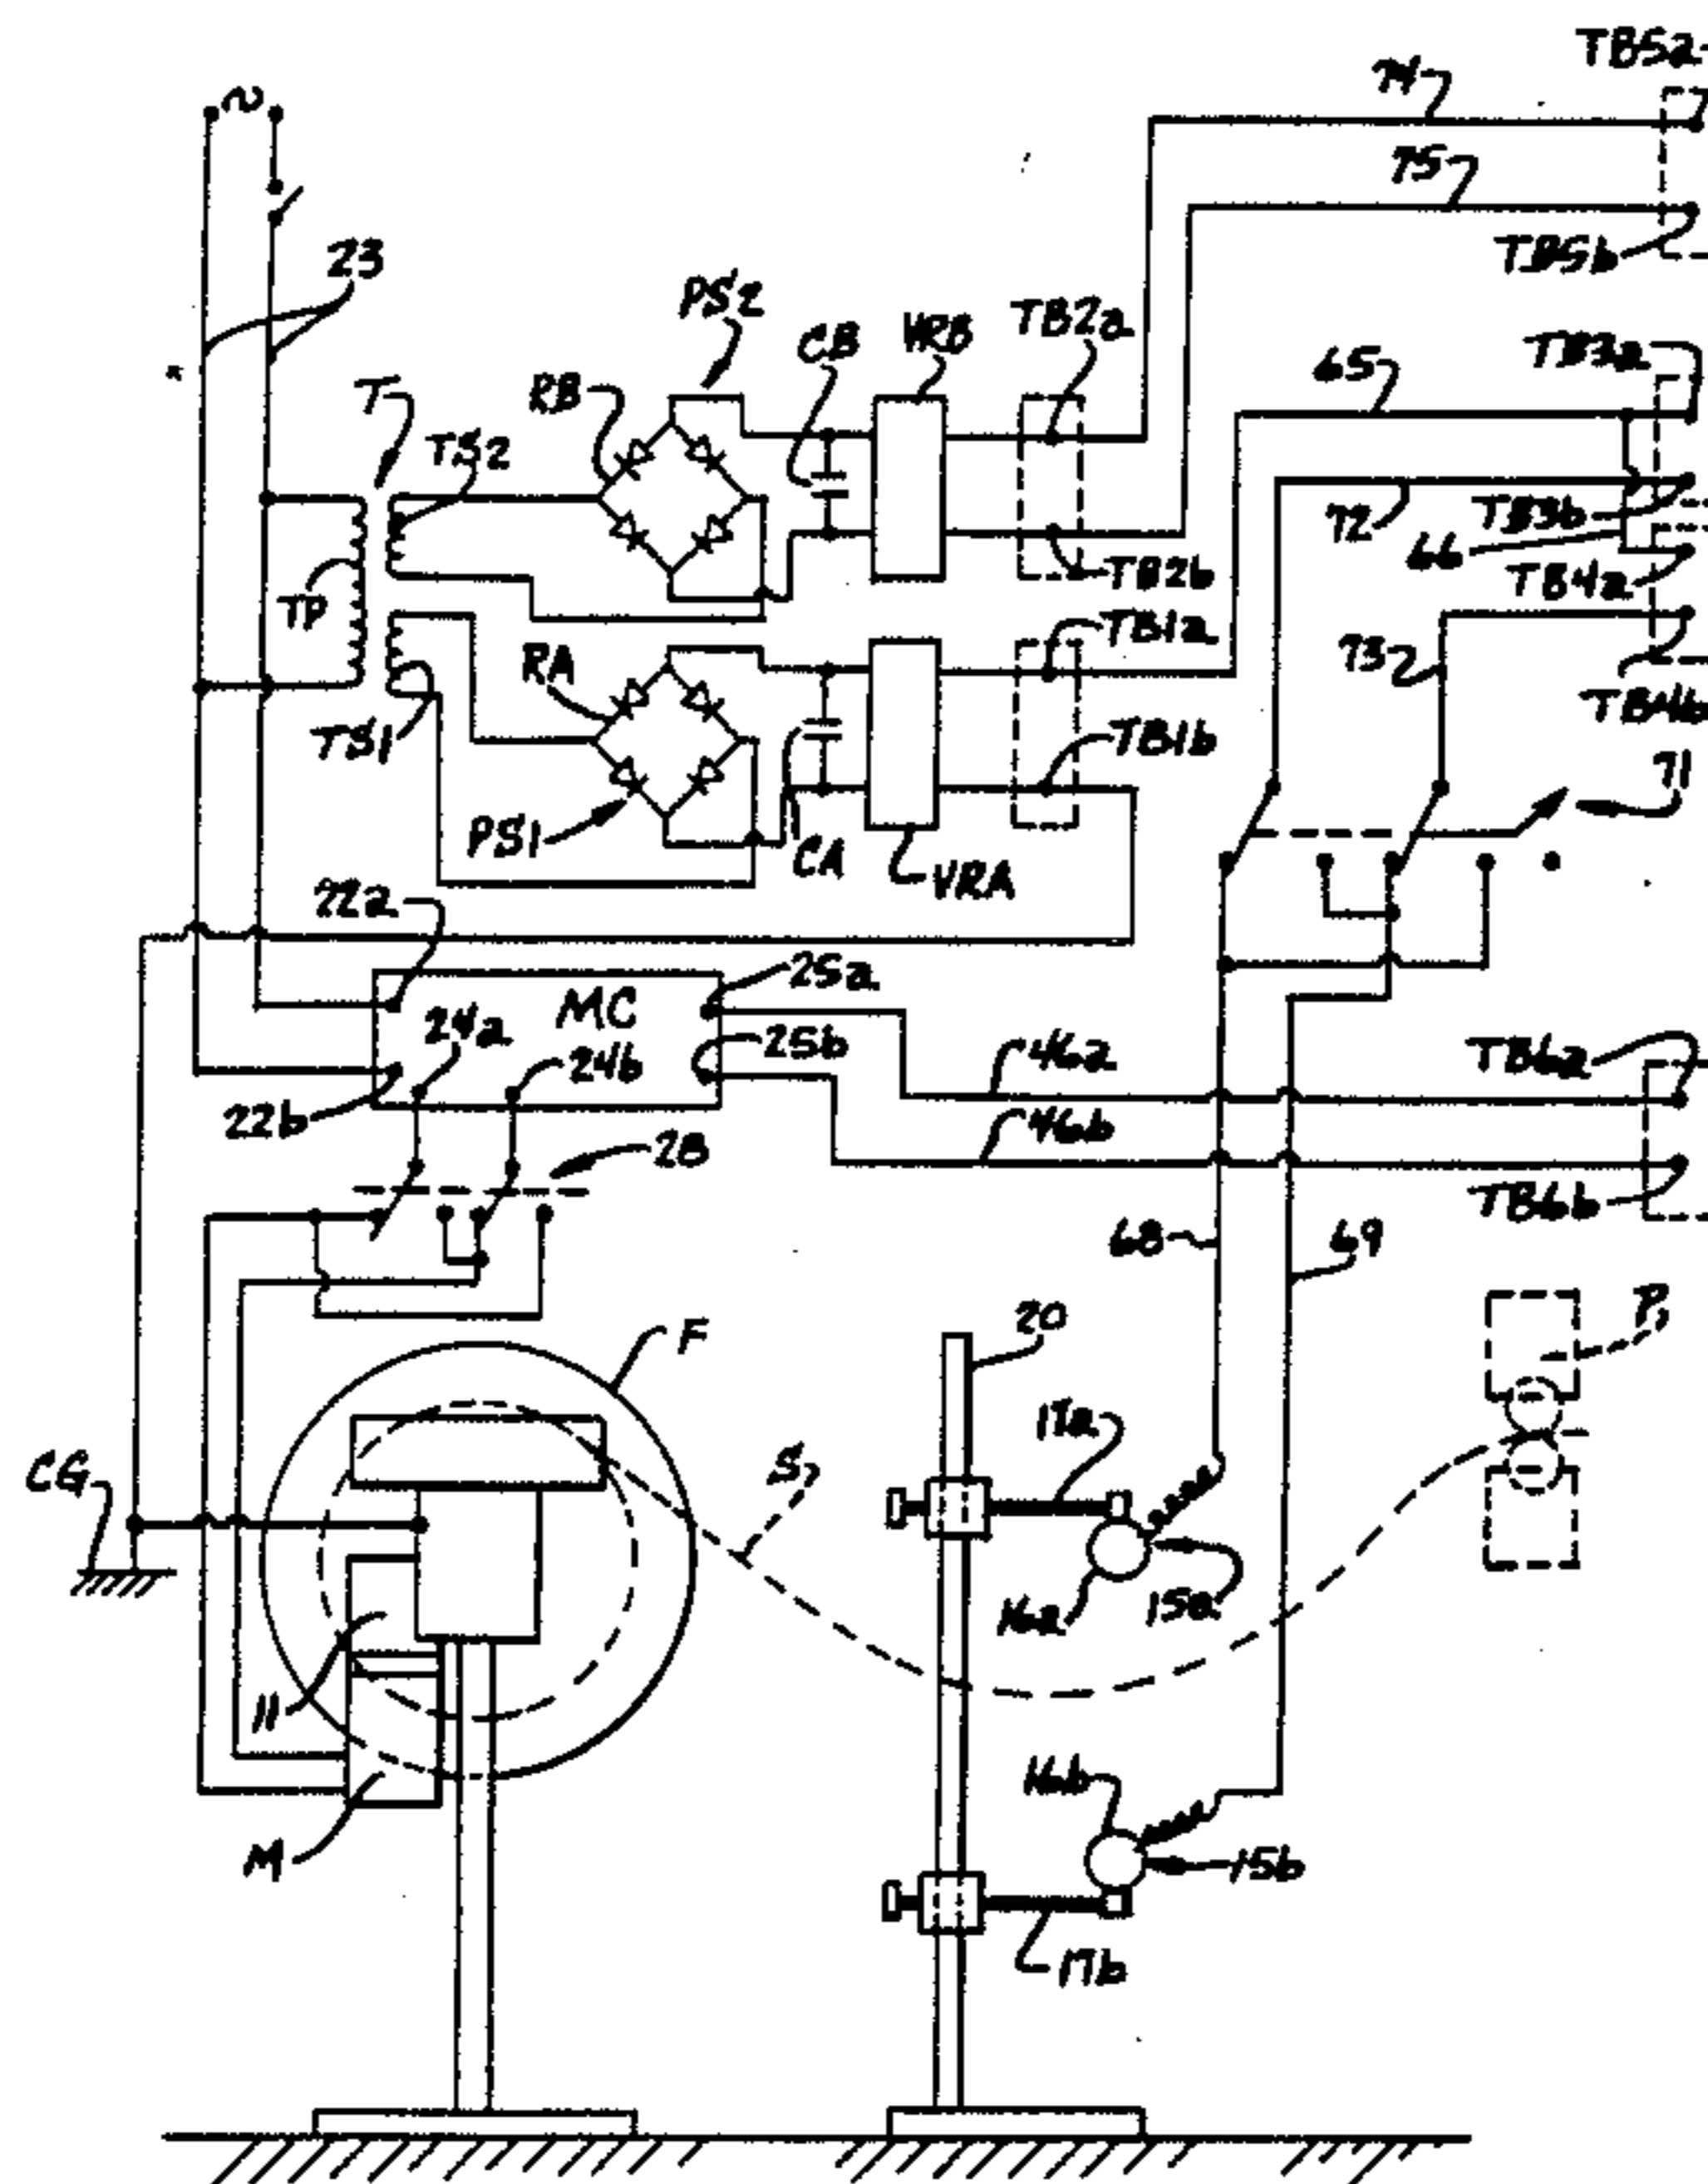 TB5a
74
~
75
23
TB5b
PS2
TB2a
CB
VRB
TB3a
65
T
RB
TS2
72
TB3b
66
TB2b
TB4a
TP
TB1a
RA
73
TB4b
TS1
TB1b
71
PS1
CA
VRA
22a
25a
MC
24a
25b
46a
TB6a
24b
22b
46b
28
TB6b
68
69
20
P
F
17a
CG
S
16a
15a
11
16b
M
15b
17b